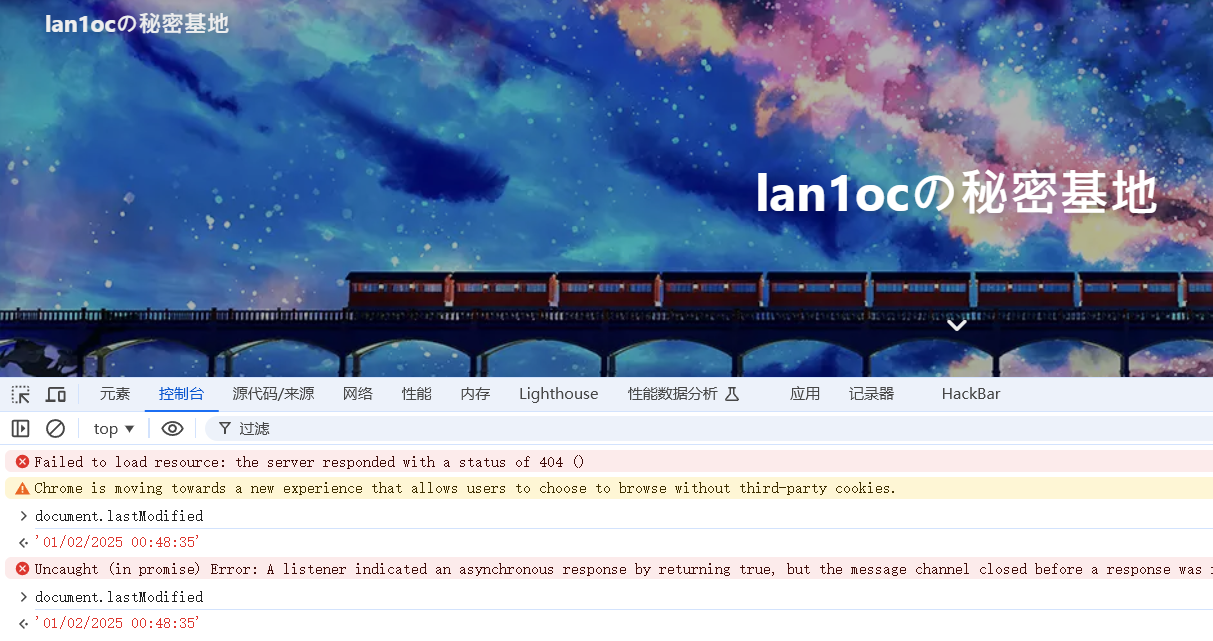 lan1ocの秘密基地
lan1ocの秘密基地
元素 控制台 源代码/来源 网络 性能 内存 Lighthouse 性能数据分析 应用 记录器 HackBar
top ▼ 过滤
Failed to load resource: the server responded with a status of 404 ()
Chrome is moving towards a new experience that allows users to choose to browse without third-party cookies.
document.lastModified
'01/02/2025 00:48:35'
Uncaught (in promise) Error: A listener indicated an asynchronous response by returning true, but the message channel closed before a response was
document.lastModified
'01/02/2025 00:48:35'